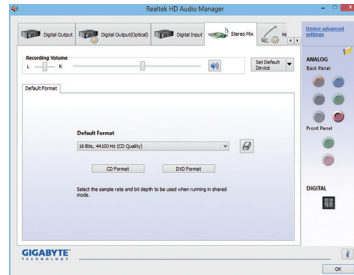 Realtek HD Audio Manager
Digital Output
Digital Output(Optical)
Digital Input
Stereo Mix
Device advanced settings
Recording Volume
L
R
Set Default Device
ANALOG
Back Panel
Default Format
Default Format
16 Bits, 44100 Hz (CD Quality)
CD Format
DVD Format
Select the sample rate and bit depth to be used when running in shared mode.
Front Panel
DIGITAL
GIGABYTE
TECHNOLOGY
OK